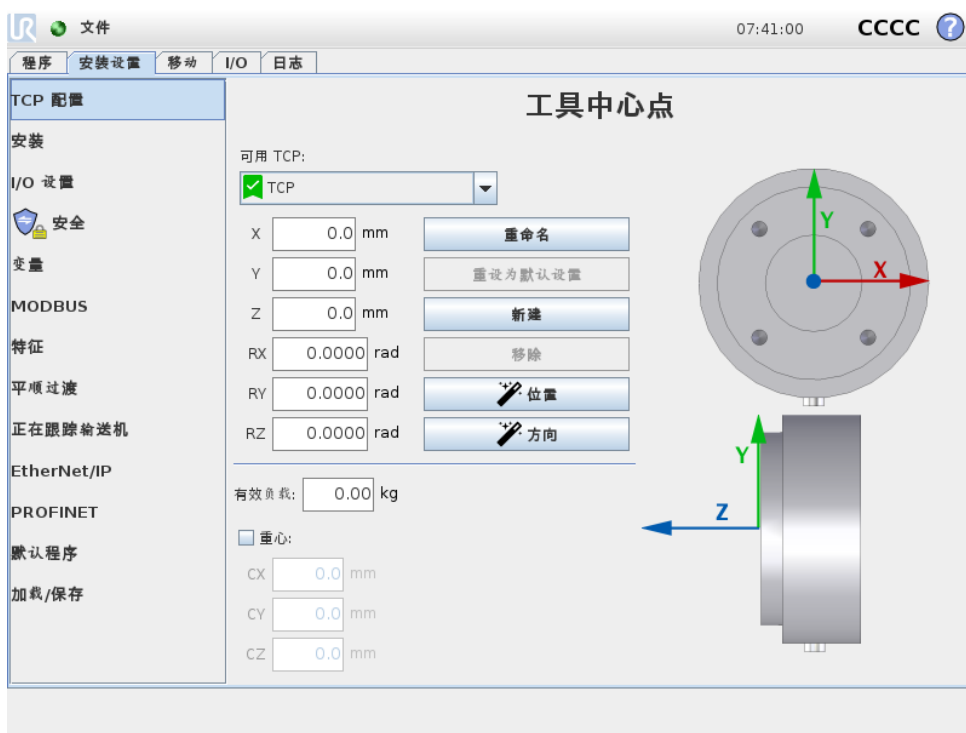 UR 文件 07:41:00 CCCC ?
程序 安装设置 移动 I/O 日志
TCP 配置
安装
I/O 设置
安全
变量
MODBUS
特征
平顺过渡
正在跟踪输送机
EtherNet/IP
PROFINET
默认程序
加载/保存
工具中心点
可用 TCP:
TCP
X 0.0 mm 重命名
Y 0.0 mm 重设为默认设置
Z 0.0 mm 新建
RX 0.0000 rad 移除
RY 0.0000 rad 位置
RZ 0.0000 rad 方向
有效负载: 0.00 kg
重心:
CX 0.0 mm
CY 0.0 mm
CZ 0.0 mm
Y
X
Y
Z